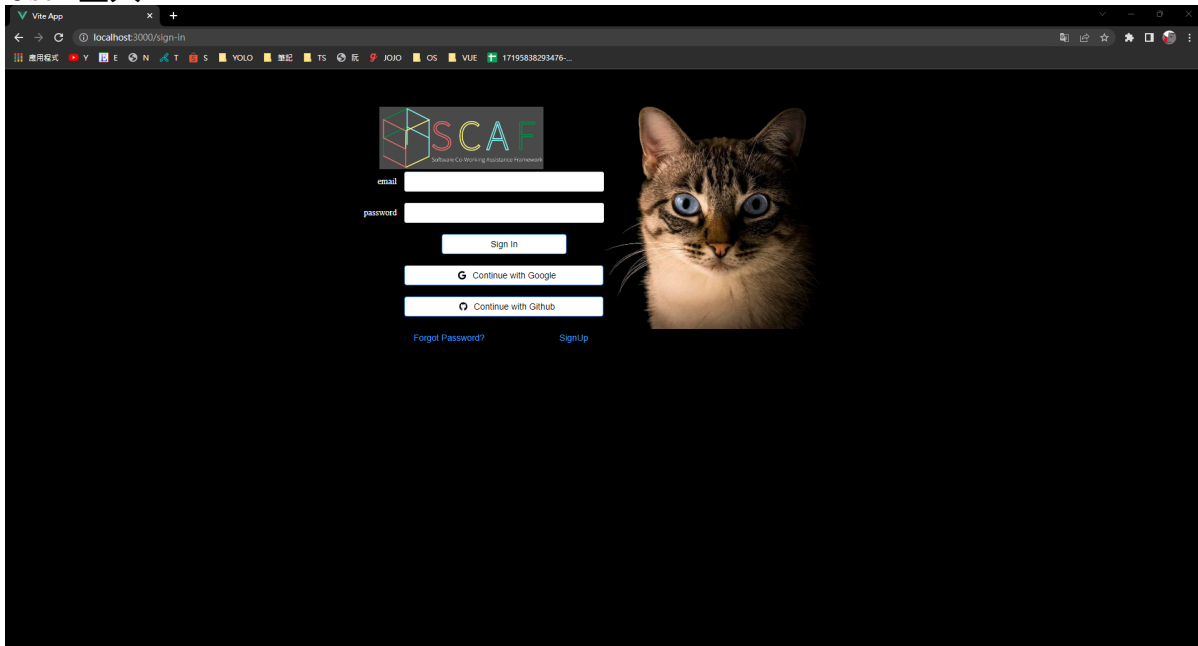 Vite App
localhost:3000/sign-in
應用程式 Y E N T S YOLO 筆記 TS 阮 JOJO OS VUE 17195838293476-...
SCAF
Software Co-Working Assistance Framework
email
password
Sign In
Continue with Google
Continue with Github
Forgot Password? SignUp